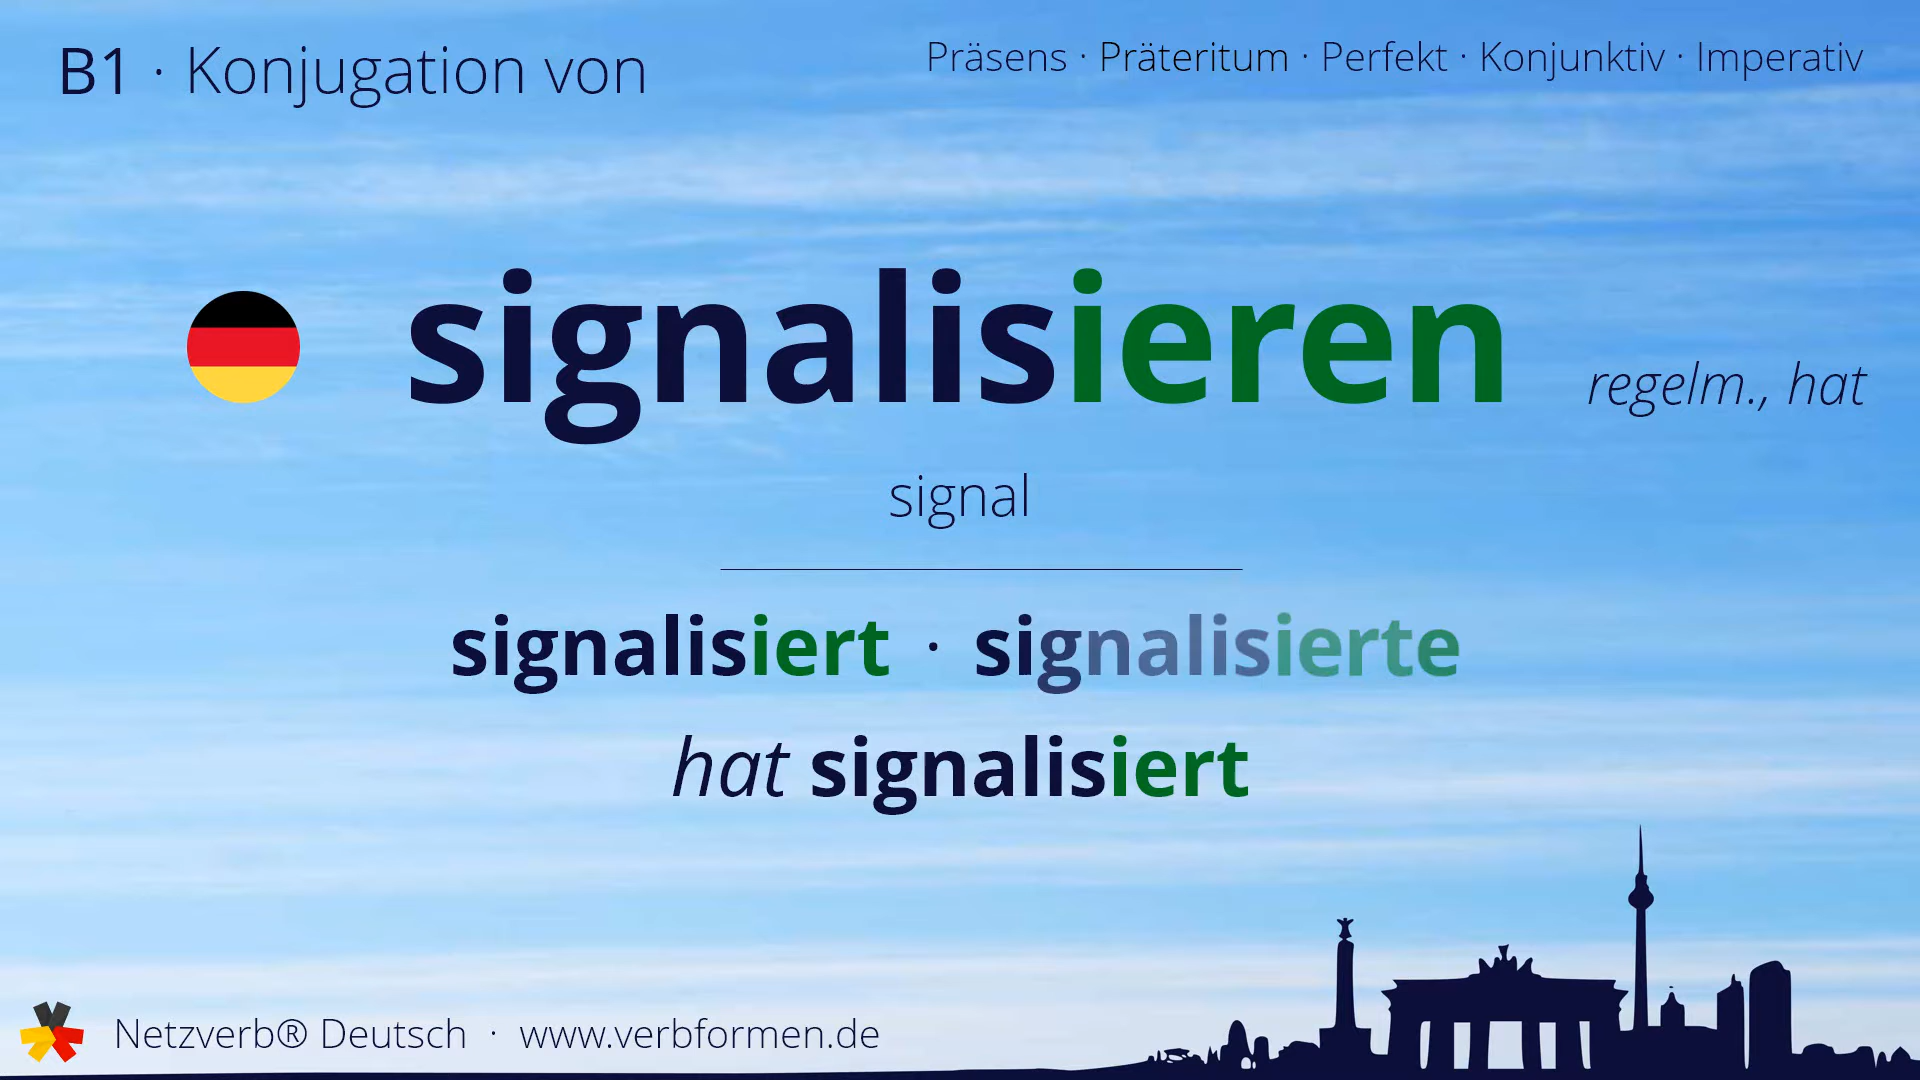 B1 · Konjugation von
Präsens · Präteritum · Perfekt · Konjunktiv · Imperativ
signalisieren
regelm., hat
signal
signalisiert · signalisierte
hat signalisiert
Netzverb® Deutsch · www.verbformen.de